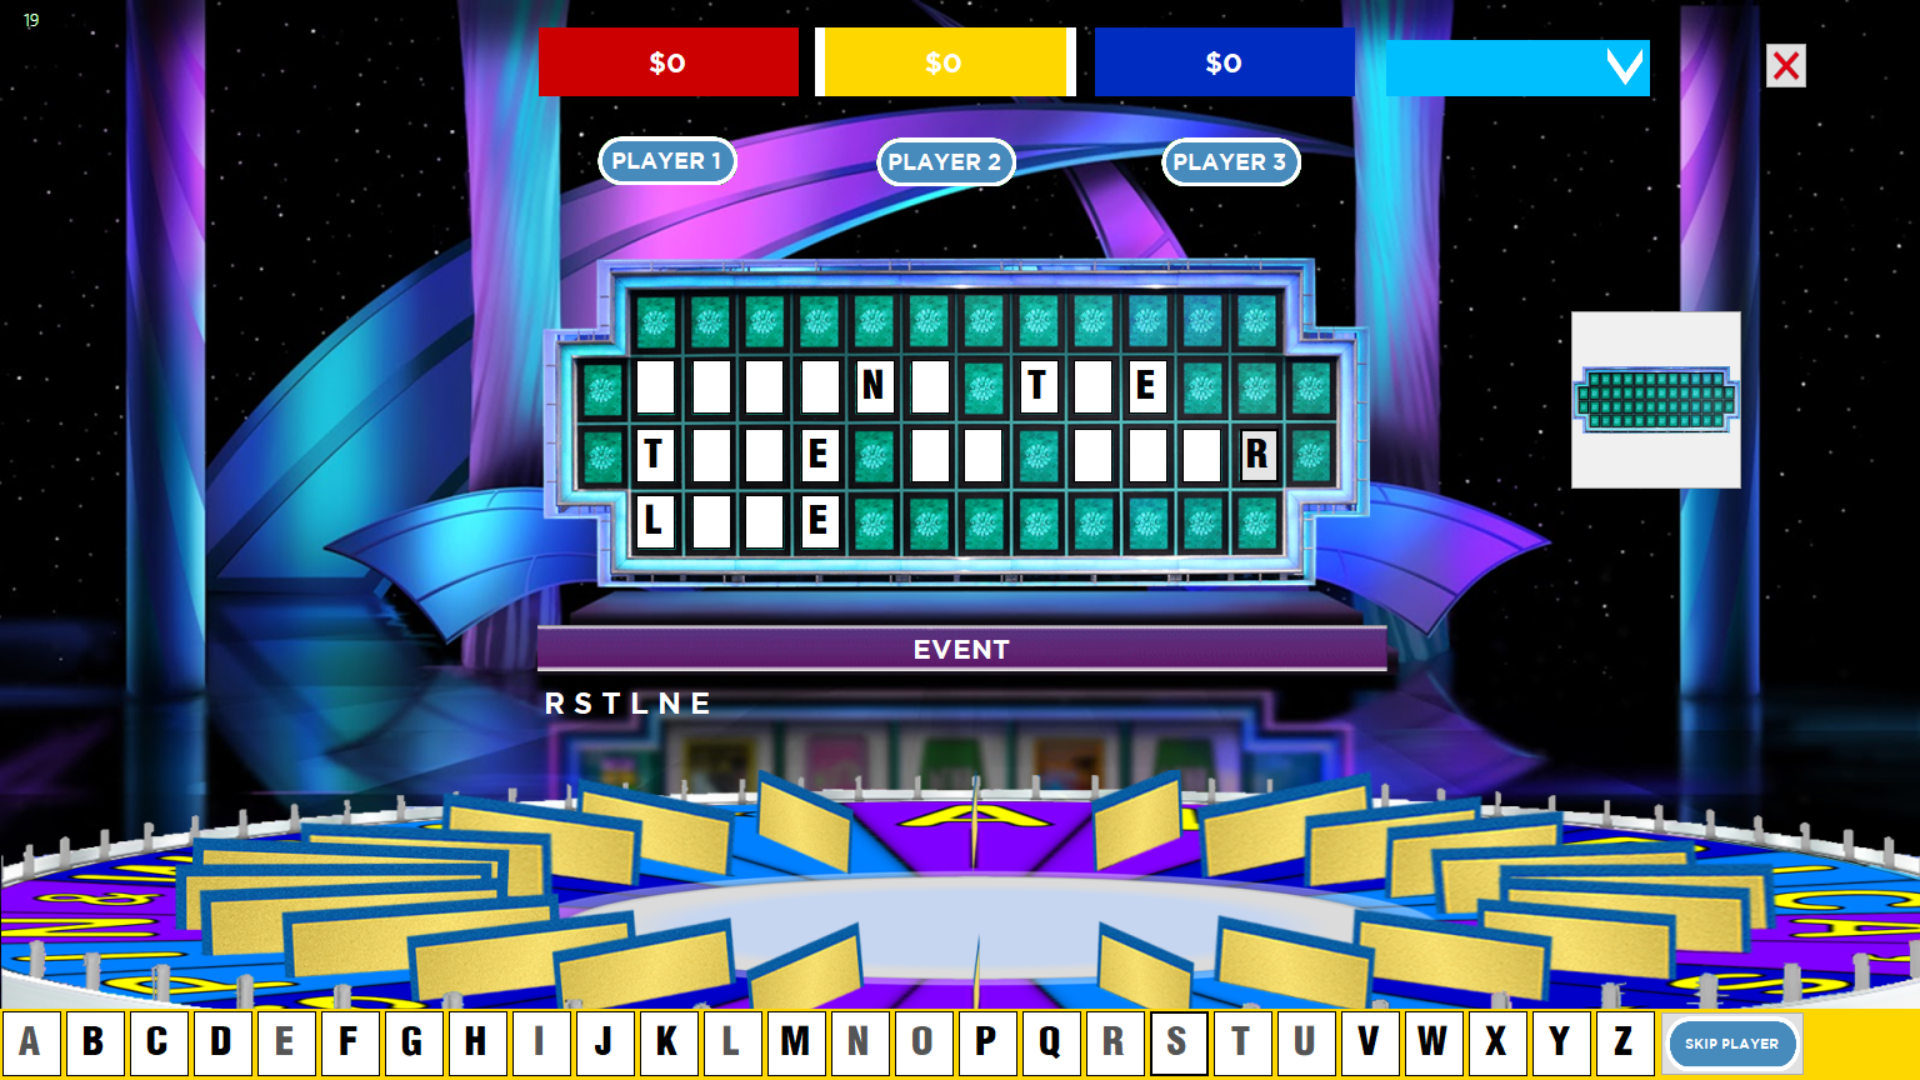 19
$0 $0 $0
PLAYER 1 PLAYER 2 PLAYER 3
N T E
T E R
L E
EVENT
R S T L N E
A B C D E F G H I J K L M N O P Q R S T U V W X Y Z SKIP PLAYER